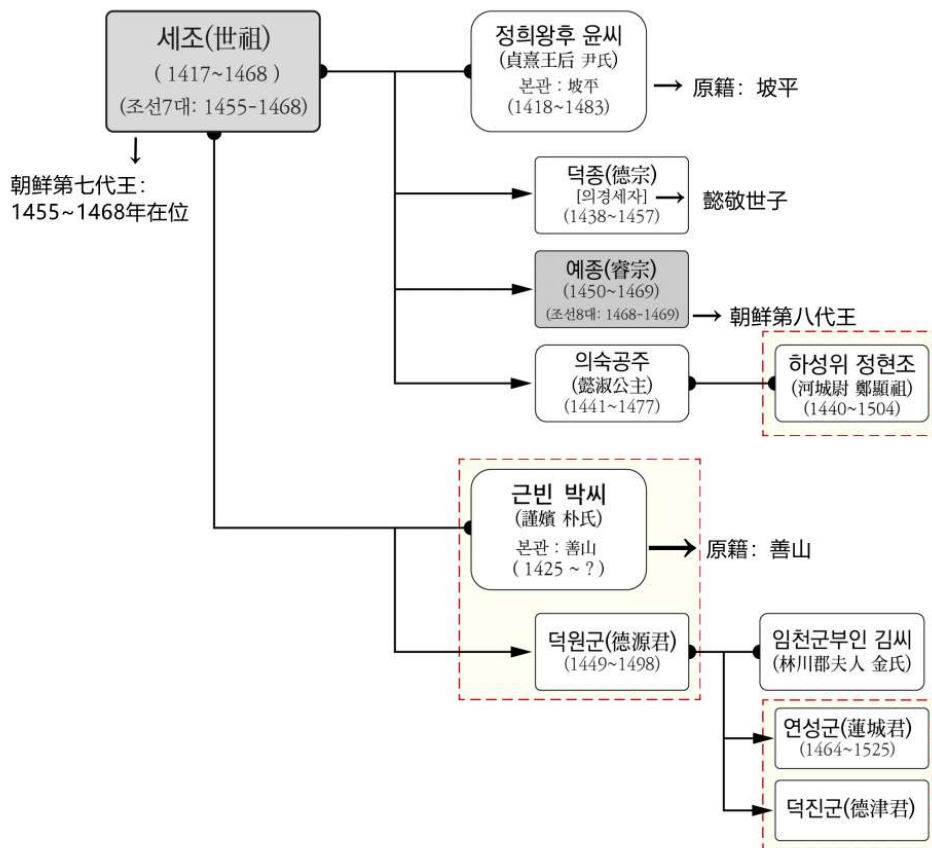 세조(世祖)
( 1417~1468 )
(조선7대: 1455-1468)
朝鲜第七代王:
1455~1468年在位
정희왕후 윤씨
(貞熹王后 尹氏)
본관 : 坡平
(1418~1483)
原籍: 坡平
덕종(德宗)
[의경세자]
(1438~1457)
懿敬世子
예종(睿宗)
(1450~1469)
(조선8대: 1468-1469)
朝鲜第八代王
의숙공주
(懿淑公主)
(1441~1477)
하성위 정현조
(河城尉 鄭顯祖)
(1440~1504)
근빈 박씨
(謹嬪 朴氏)
본관 : 善山
( 1425 ~ ? )
原籍: 善山
덕원군(德源君)
(1449~1498)
임천군부인 김씨
(林川郡夫人 金氏)
연성군(蓮城君)
(1464~1525)
덕진군(德津君)